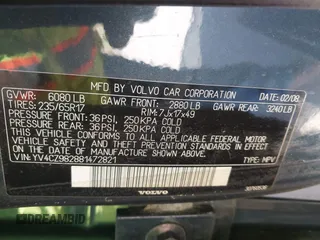 MFD BY VOLVO CAR CORPORATION DATE: 02/08
GVWR: 6080 LB GAWR FRONT: 2880 LB GAWR REAR: 3240 LB
TIRES: 235/65R17 RIM: 7Jx17x49
PRESSURE FRONT: 36 PSI, 250 KPA COLD
PRESSURE REAR: 36 PSI, 250 KPA COLD
THIS VEHICLE CONFORMS TO ALL APPLICABLE FEDERAL MOTOR
VEHICLE SAFETY AND THEFT PREVENTION STANDARDS
IN EFFECT ON THE DATE OF MANUFACTURE SHOWN ABOVE.
VIN: YV4CZ982881472821 TYPE: MPV
VOLVO
DREAMBID